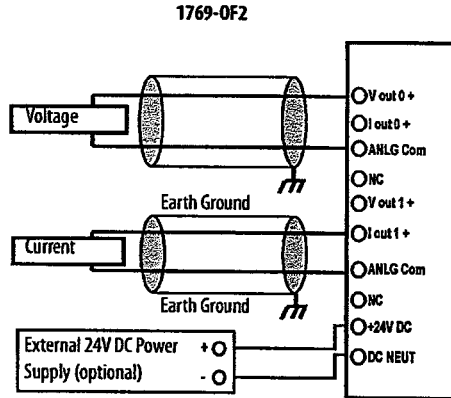 1769-OF2
Voltage
V out 0 +
I out 0 +
ANLG Com
NC
Earth Ground
V out 1 +
Current
I out 1 +
ANLG Com
Earth Ground
NC
+24V DC
External 24V DC Power
Supply (optional)
+
-
DC NEUT